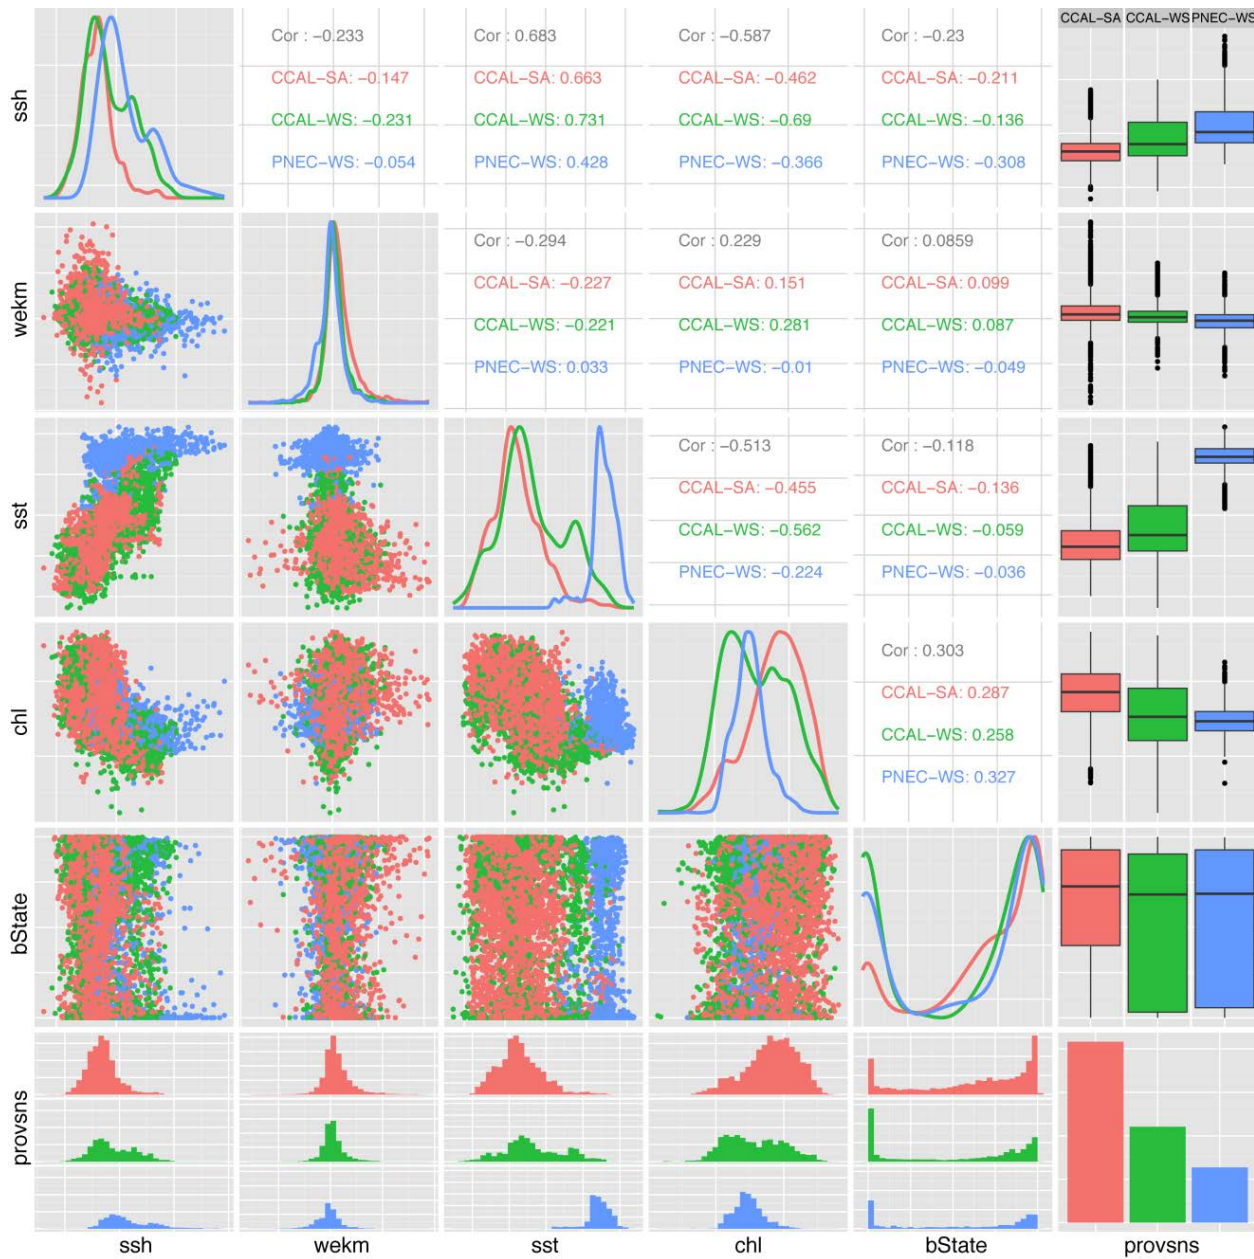 CCAL-SA CCAL-WS PNEC-WS
ssh
Cor : −0.233
CCAL−SA: −0.147
CCAL−WS: −0.231
PNEC−WS: −0.054
Cor : 0.683
CCAL−SA: 0.663
CCAL−WS: 0.731
PNEC−WS: 0.428
Cor : −0.587
CCAL−SA: −0.462
CCAL−WS: −0.69
PNEC−WS: −0.366
Cor : −0.23
CCAL−SA: −0.211
CCAL−WS: −0.136
PNEC−WS: −0.308
wekm
Cor : −0.294
CCAL−SA: −0.227
CCAL−WS: −0.221
PNEC−WS: 0.033
Cor : 0.229
CCAL−SA: 0.151
CCAL−WS: 0.281
PNEC−WS: −0.01
Cor : 0.0859
CCAL−SA: 0.099
CCAL−WS: 0.087
PNEC−WS: −0.049
sst
Cor : −0.513
CCAL−SA: −0.455
CCAL−WS: −0.562
PNEC−WS: −0.224
Cor : −0.118
CCAL−SA: −0.136
CCAL−WS: −0.059
PNEC−WS: −0.036
chl
Cor : 0.303
CCAL−SA: 0.287
CCAL−WS: 0.258
PNEC−WS: 0.327
bState
provsns
ssh wekm sst chl bState provsns